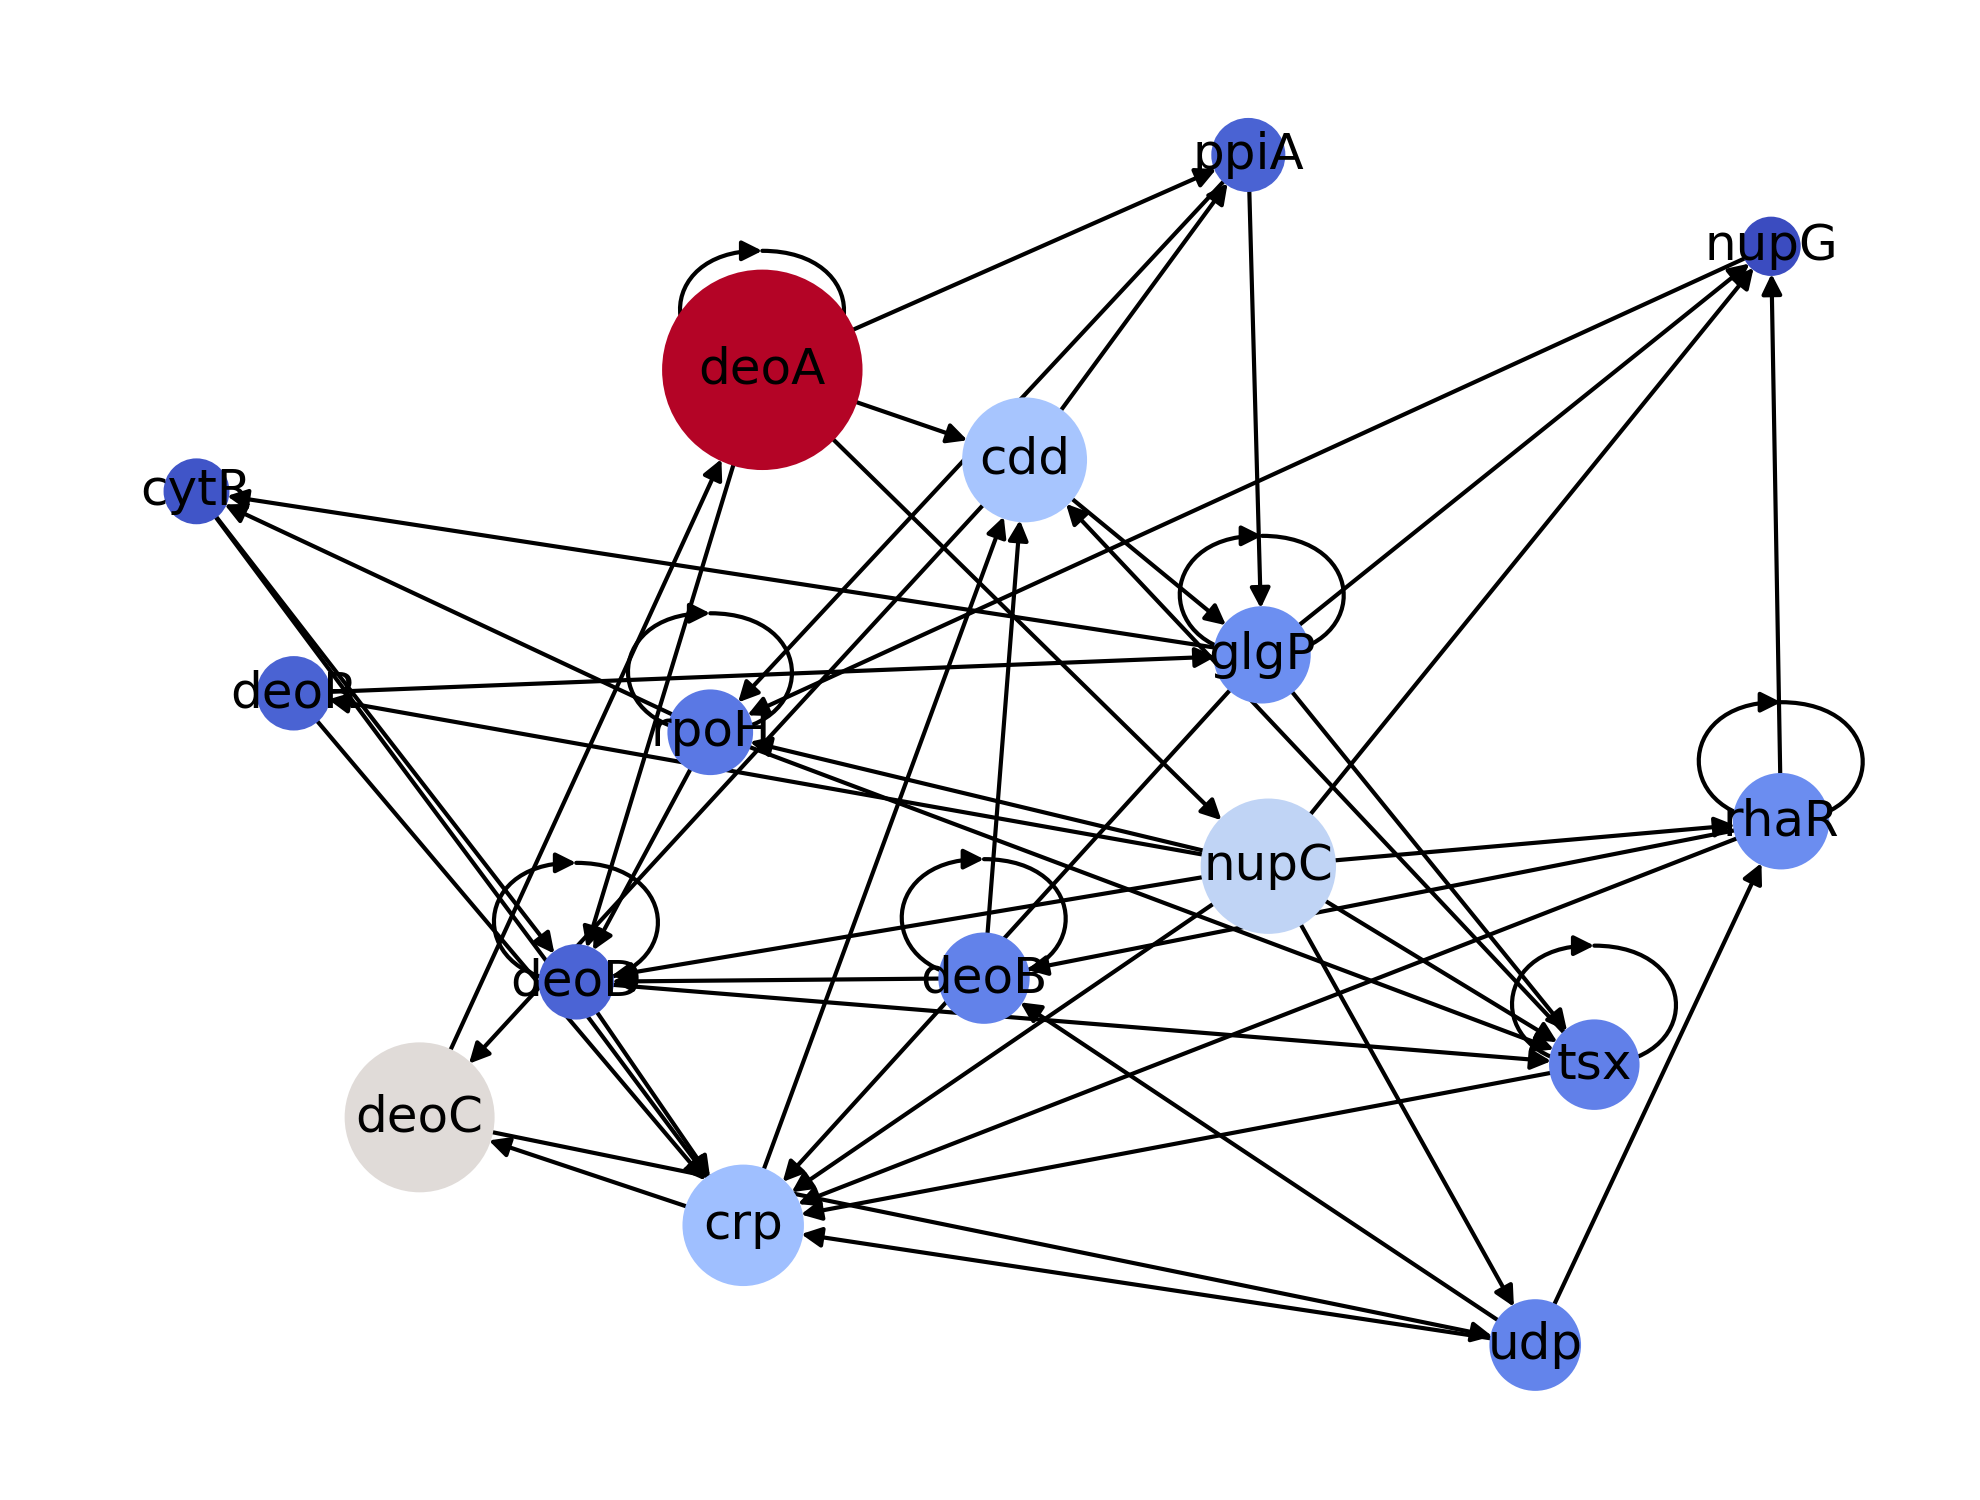 ppiA
nupG
deoA
cdd
cytR
glgP
deoR
rpoH
rhaR
nupC
deoD
deoB
tsx
deoC
crp
udp